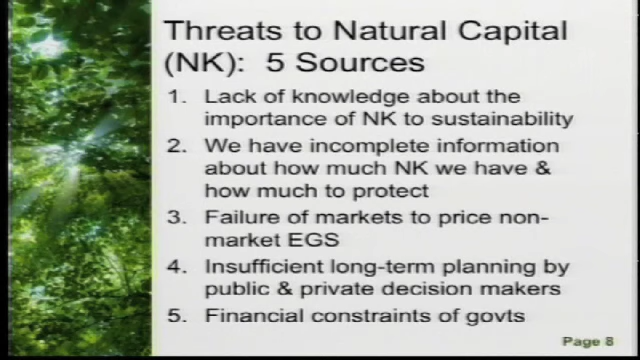 Threats to Natural Capital
(NK):  5 Sources
1. Lack of knowledge about the
importance of NK to sustainability
2. We have incomplete information
about how much NK we have &
how much to protect
3. Failure of markets to price non-
market EGS
4. Insufficient long-term planning by
public & private decision makers
5. Financial constraints of govts
Page 8